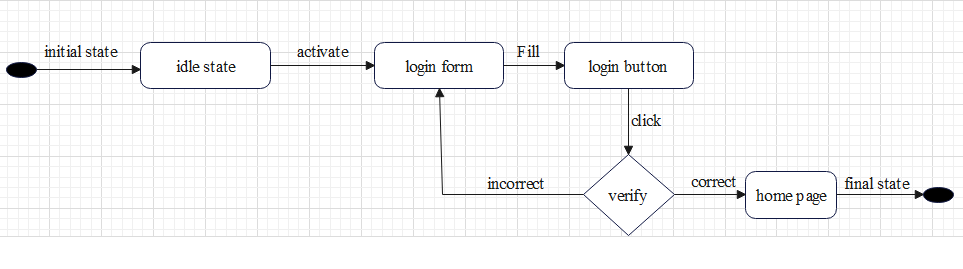 initial state
idle state
activate
login form
Fill
login button
click
verify
incorrect
correct
home page
final state